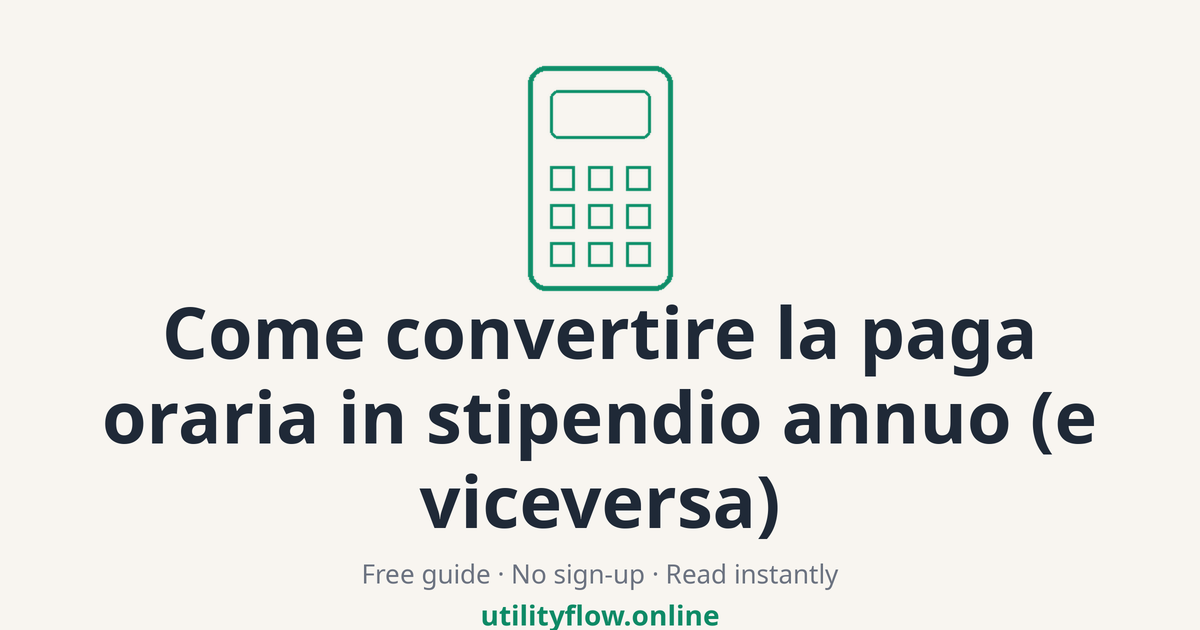 Come convertire la paga
oraria in stipendio annuo (e
viceversa)
Free guide · No sign-up · Read instantly
utilityflow.online